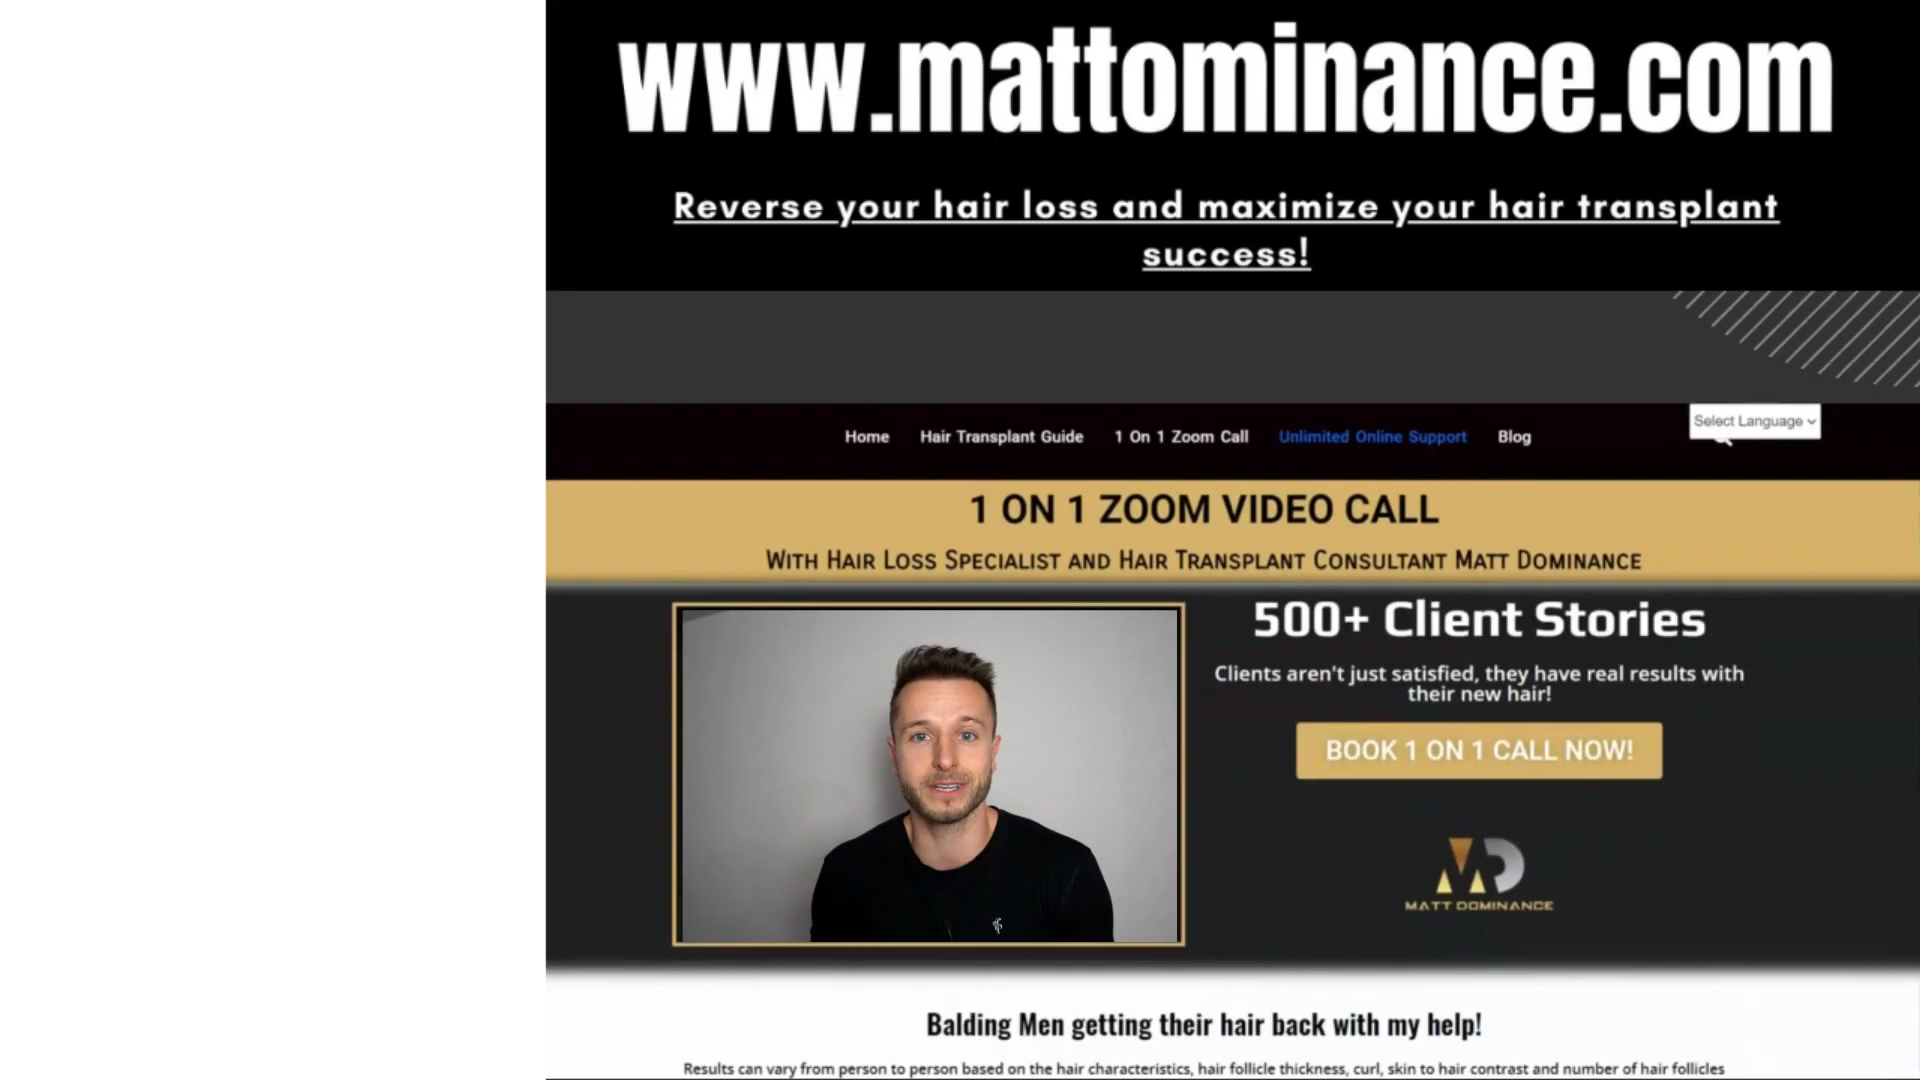 www.mattominance.com
Reverse your hair loss and maximize your hair transplant
success!
Home Hair Transplant Guide 1 On 1 Zoom Call Unlimited Online Support Blog
Select Language
1 ON 1 ZOOM VIDEO CALL
WITH HAIR LOSS SPECIALIST AND HAIR TRANSPLANT CONSULTANT MATT DOMINANCE
500+ Client Stories
Clients aren't just satisfied, they have real results with
their new hair!
BOOK 1 ON 1 CALL NOW!
MATT DOMINANCE
Balding Men getting their hair back with my help!
Results can vary from person to person based on the hair characteristics, hair follicle thickness, curl, skin to hair contrast and number of hair follicles